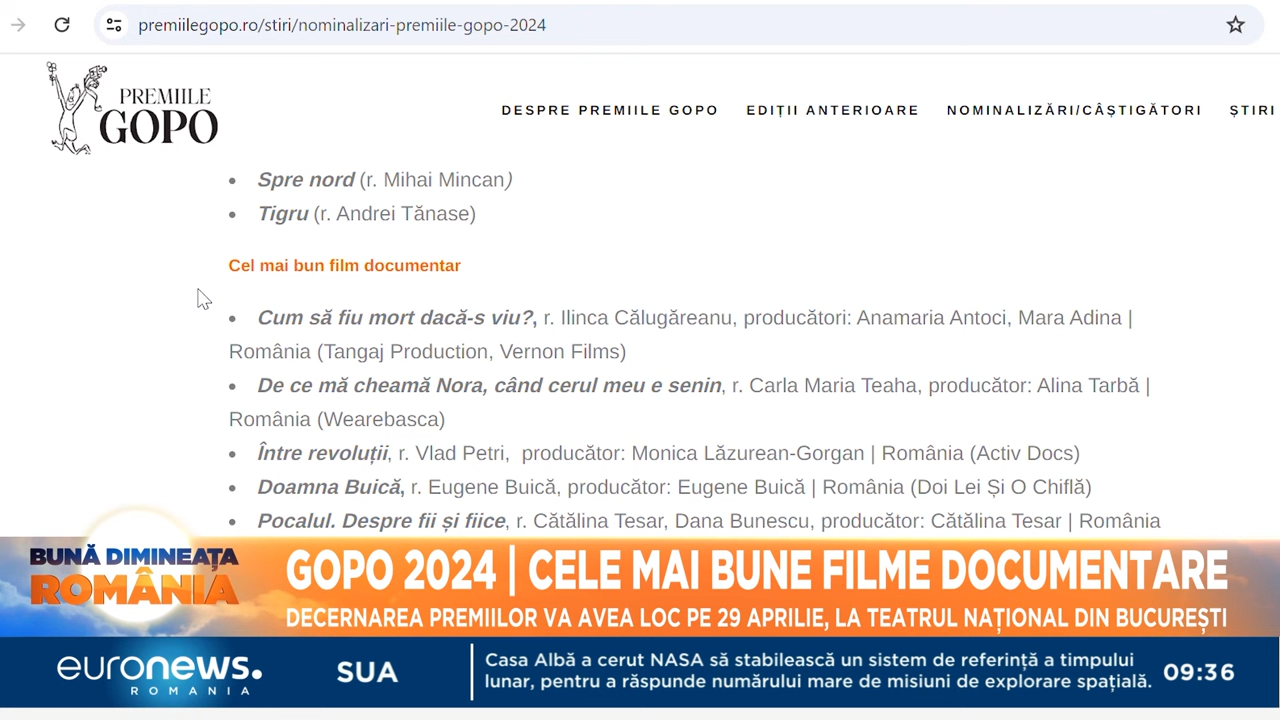 premiilegopo.ro/stiri/nominalizari-premiile-gopo-2024
PREMIILE
GOPO
DESPRE PREMIILE GOPO EDIȚII ANTERIOARE NOMINALIZĂRI/CÂȘTIGĂTORI ȘTIRI
• Spre nord (r. Mihai Mincan)
• Tigru (r. Andrei Tănase)
Cel mai bun film documentar
• Cum să fiu mort dacă-s viu?, r. Ilinca Călugăreanu, producători: Anamaria Antoci, Mara Adina |
România (Tangaj Production, Vernon Films)
• De ce mă cheamă Nora, când cerul meu e senin, r. Carla Maria Teaha, producător: Alina Tarbă |
România (Wearebasca)
• Între revoluții, r. Vlad Petri, producător: Monica Lăzurean-Gorgan | România (Activ Docs)
• Doamna Buică, r. Eugene Buică, producător: Eugene Buică | România (Doi Lei Și O Chiflă)
• Pocalul. Despre fii și fiice, r. Cătălina Tesar, Dana Bunescu, producător: Cătălina Tesar | România
BUNĂ DIMINEAȚA
ROMÂNIA
GOPO 2024 | CELE MAI BUNE FILME DOCUMENTARE
DECERNAREA PREMIILOR VA AVEA LOC PE 29 APRILIE, LA TEATRUL NAȚIONAL DIN BUCUREȘTI
euronews.
ROMANIA
SUA
Casa Albă a cerut NASA să stabilească un sistem de referință a timpului
lunar, pentru a răspunde numărului mare de misiuni de explorare spațială.
09:36